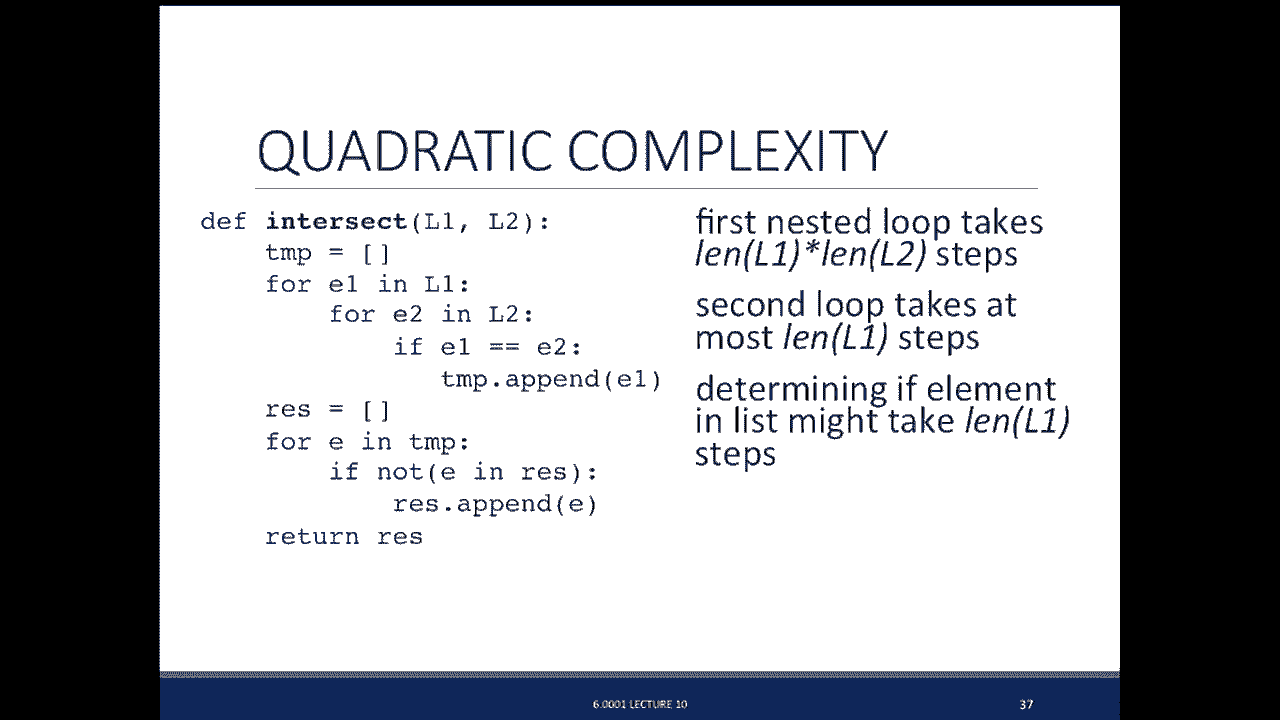 QUADRATIC COMPLEXITY
def intersect(L1, L2):
    tmp = []
    for e1 in L1:
        for e2 in L2:
            if e1 == e2:
               tmp.append(e1)
    res = []
    for e in tmp:
        if not(e in res):
            res.append(e)
    return res
first nested loop takes
len(L1)*len(L2) steps
second loop takes at
most len(L1) steps
determining if element
in list might take len(L1)
steps
6.0001 LECTURE 10
37